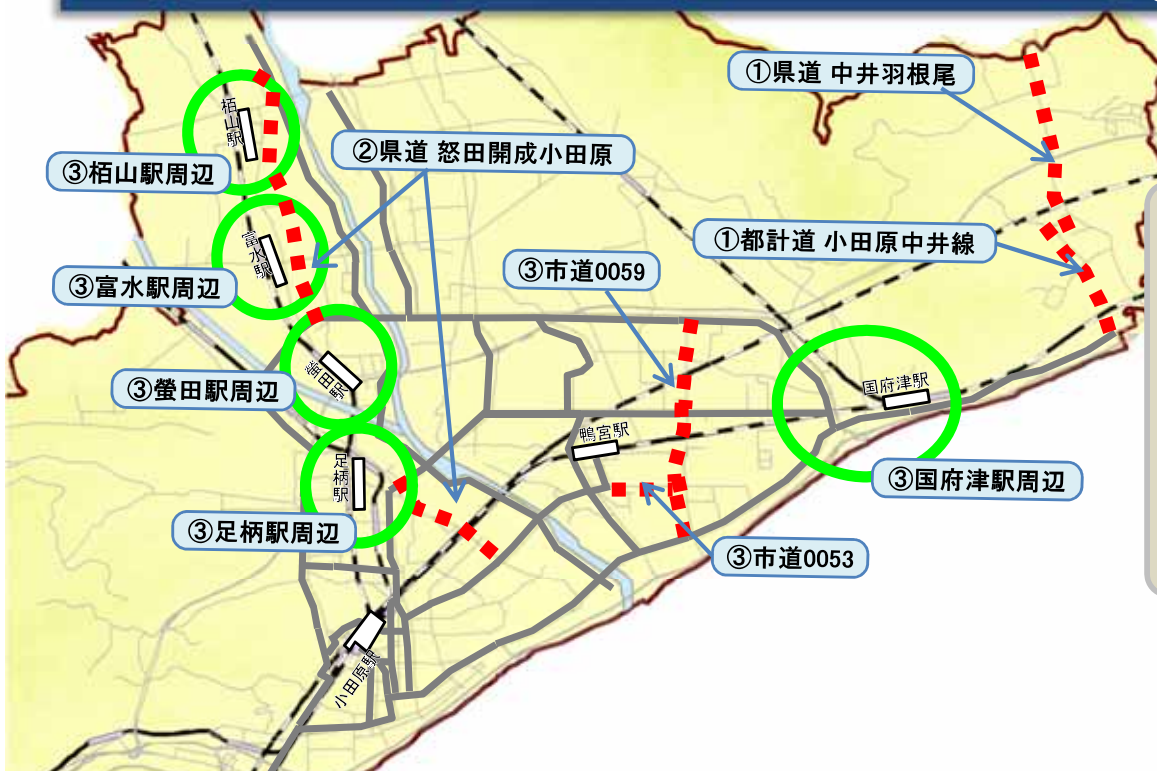 ①県道 中井羽根尾
栢山駅
②県道 怒田開成小田原
③栢山駅周辺
富水駅
①都計道 小田原中井線
③市道0059
③富水駅周辺
螢田駅
③螢田駅周辺
国府津駅
鴨宮駅
足柄駅
③国府津駅周辺
③足柄駅周辺
③市道0053
小田原駅